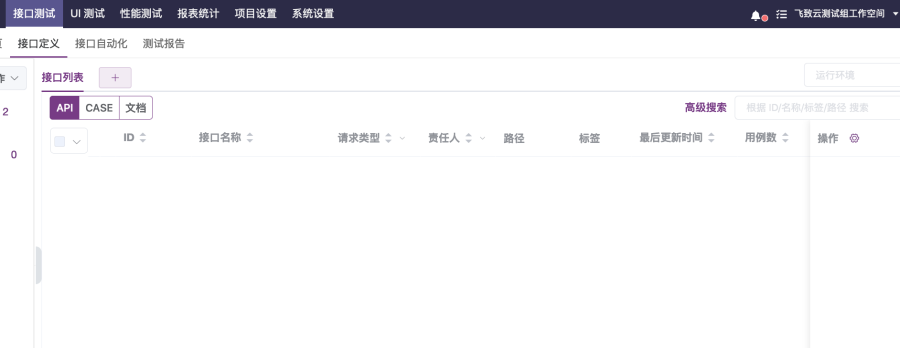 接口测试 UI 测试 性能测试 报表统计 项目设置 系统设置 飞致云测试组工作空间
接口定义 接口自动化 测试报告
作 接口列表 + 运行环境
2 API CASE 文档 高级搜索 根据 ID/名称/标签/路径 搜索
ID 接口名称 请求类型 责任人 路径 标签 最后更新时间 用例数 操作
0